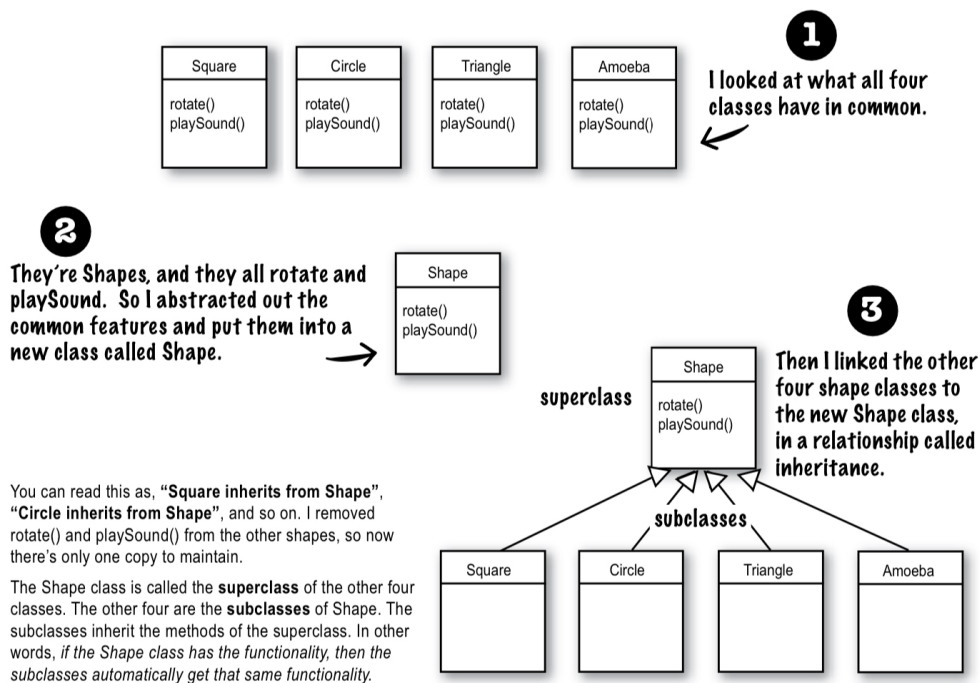 1
Square
rotate()
playSound()
Circle
rotate()
playSound()
Triangle
rotate()
playSound()
Amoeba
rotate()
playSound()
I looked at what all four
classes have in common.
2
They're Shapes, and they all rotate and
playSound. So I abstracted out the
common features and put them into a
new class called Shape.
Shape
rotate()
playSound()
3
Then I linked the other
four shape classes to
the new Shape class,
in a relationship called
inheritance.
superclass
Shape
rotate()
playSound()
subclasses
Square
Circle
Triangle
Amoeba
You can read this as, “Square inherits from Shape”,
“Circle inherits from Shape”, and so on. I removed
rotate() and playSound() from the other shapes, so now
there’s only one copy to maintain.
The Shape class is called the superclass of the other four
classes. The other four are the subclasses of Shape. The
subclasses inherit the methods of the superclass. In other
words, if the Shape class has the functionality, then the
subclasses automatically get that same functionality.